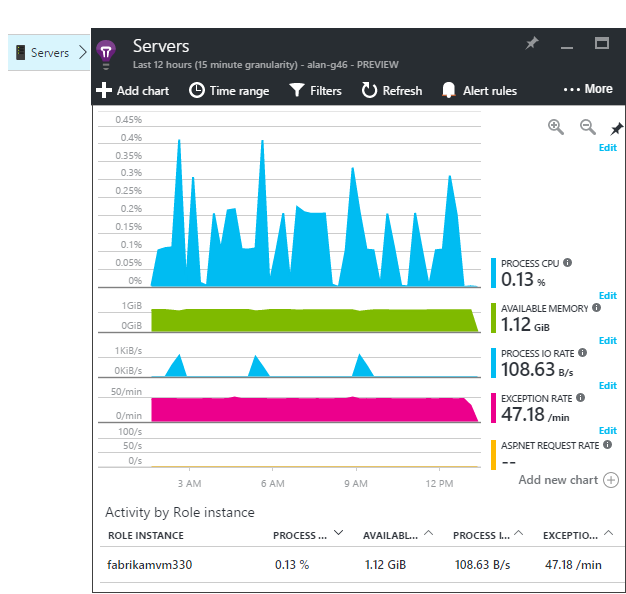 Servers
Servers
Last 12 hours (15 minute granularity) - alan-g46 - PREVIEW
Add chart Time range Filters Refresh Alert rules ••• More
Edit
0.45%
0.4%
0.35%
0.3%
0.25%
0.2%
0.15%
0.1%
0.05%
0%
PROCESS CPU
0.13 %
Edit
1GiB
0GiB
AVAILABLE MEMORY
1.12 GiB
Edit
1KiB/s
0KiB/s
PROCESS IO RATE
108.63 B/s
Edit
50/min
0/min
EXCEPTION RATE
47.18 /min
Edit
100/s
50/s
0/s
ASP.NET REQUEST RATE
--
3 AM 6 AM 9 AM 12 PM
Add new chart
Activity by Role instance
ROLE INSTANCE PROCESS ... AVAILABL... PROCESS I... EXCEPTIO...
fabrikamvm330 0.13 % 1.12 GiB 108.63 B/s 47.18 /min